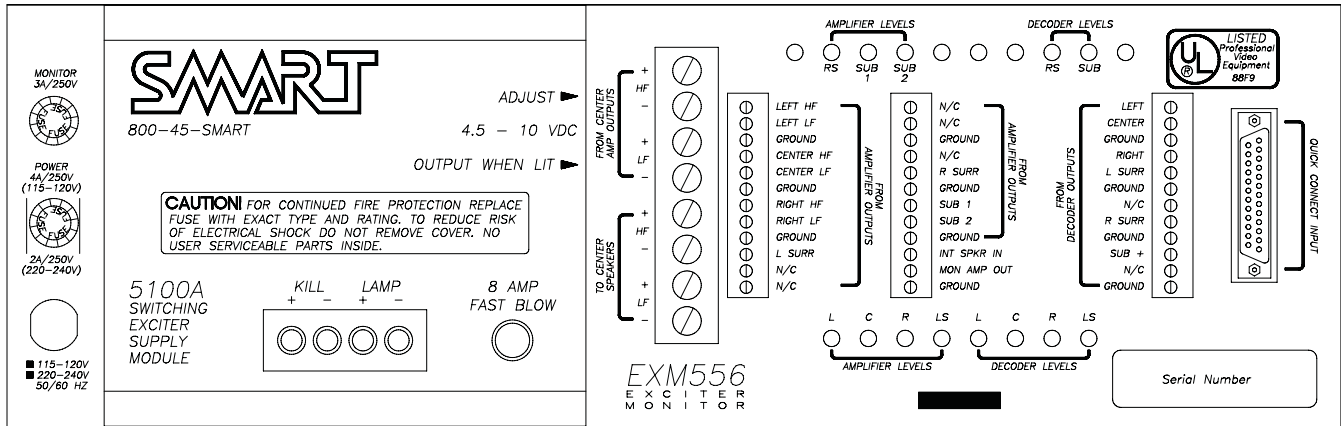 MONITOR
3A/250V
FUSE
FUSE
POWER
4A/250V
(115-120V)
FUSE
FUSE
2A/250V
(220-240V)
115-120V
220-240V
50/60 HZ
SMART
800-45-SMART
ADJUST
4.5 - 10 VDC
OUTPUT WHEN LIT
CAUTION! FOR CONTINUED FIRE PROTECTION REPLACE
FUSE WITH EXACT TYPE AND RATING. TO REDUCE RISK
OF ELECTRICAL SHOCK DO NOT REMOVE COVER. NO
USER SERVICEABLE PARTS INSIDE.
5100A
SWITCHING
EXCITER
SUPPLY
MODULE
KILL LAMP
+ - + -
8 AMP
FAST BLOW
FROM CENTER
AMP OUTPUTS
+
HF
-
+
LF
-
TO CENTER
SPEAKERS
+
HF
-
+
LF
-
EXM556
EXCITER
MONITOR
AMPLIFIER LEVELS
RS
SUB 1
SUB 2
DECODER LEVELS
RS
SUB
LEFT HF
LEFT LF
GROUND
CENTER HF
CENTER LF
GROUND
RIGHT HF
RIGHT LF
GROUND
L SURR
N/C
N/C
FROM
AMPLIFIER OUTPUTS
N/C
N/C
GROUND
N/C
R SURR
GROUND
SUB 1
SUB 2
GROUND
INT SPKR IN
MON AMP OUT
GROUND
FROM
AMPLIFIER OUTPUTS
FROM
DECODER OUTPUTS
LEFT
CENTER
GROUND
RIGHT
L SURR
GROUND
N/C
R SURR
GROUND
SUB +
N/C
GROUND
L C R LS L C R LS
AMPLIFIER LEVELS DECODER LEVELS
UL
®
LISTED
Professional
Video
Equipment
88F9
QUICK CONNECT INPUT
Serial Number